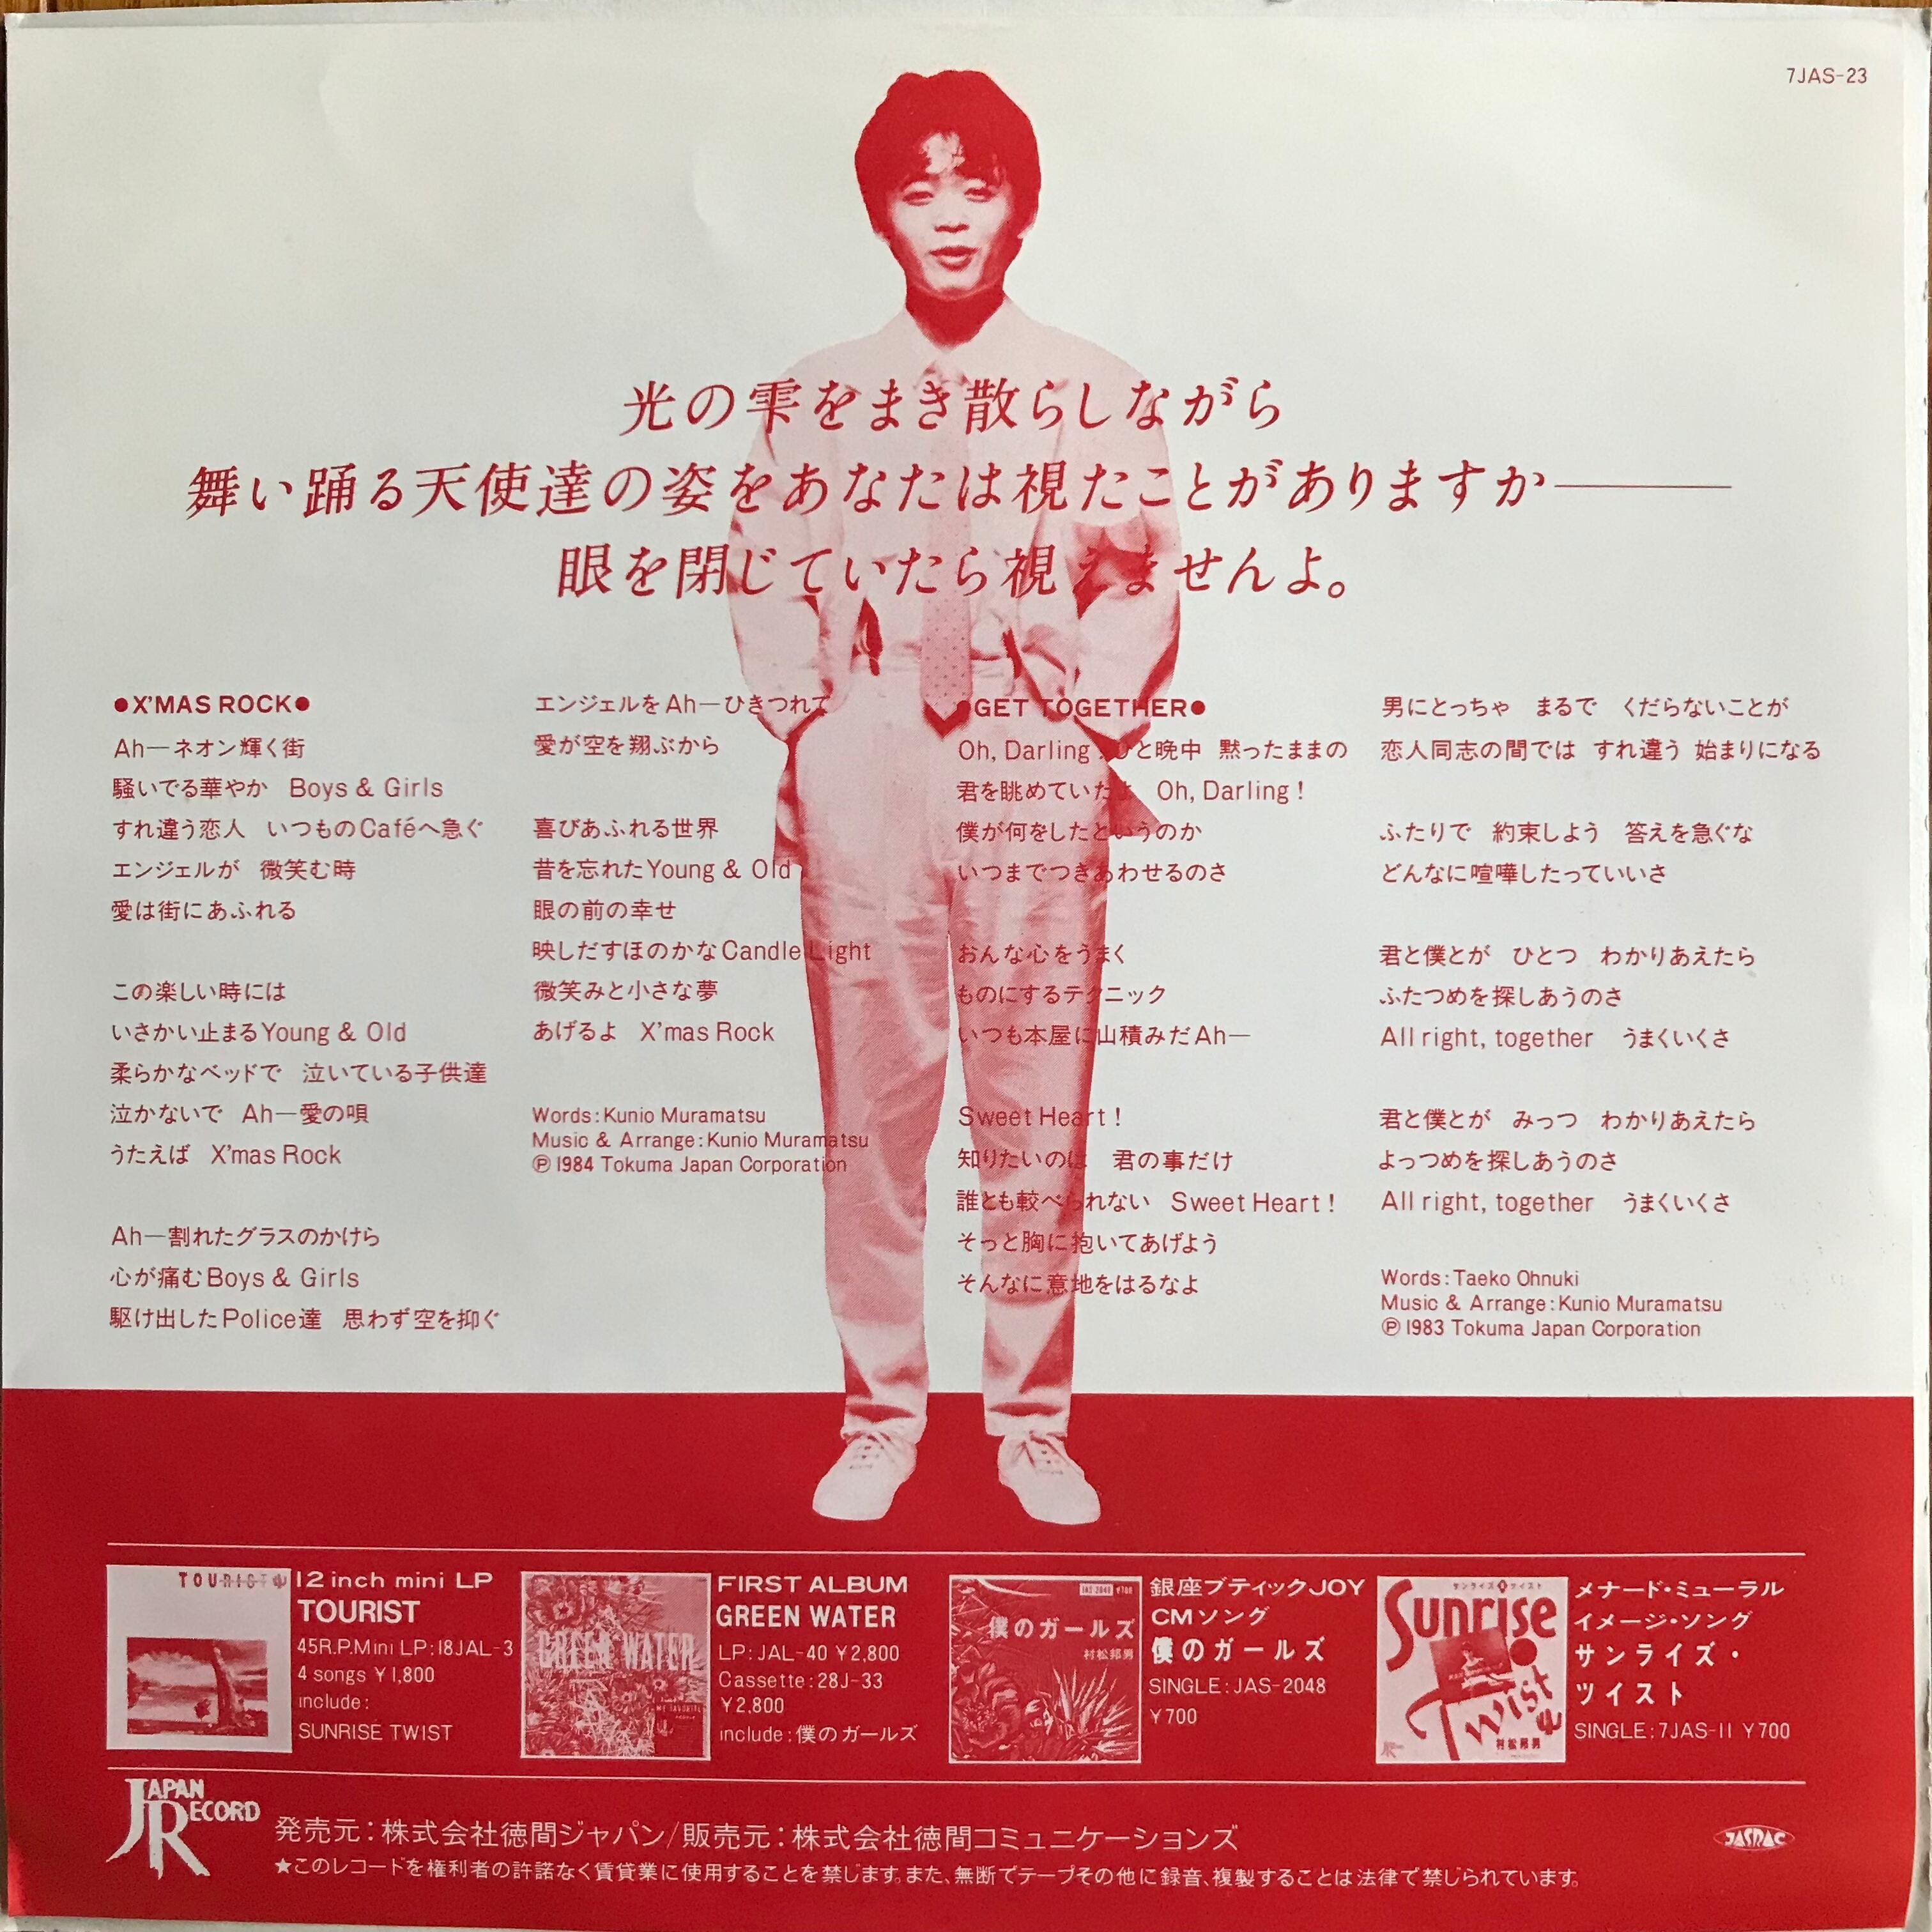 7JAS-23
光の雫をまき散らしながら
舞い踊る天使達の姿をあなたは視たことがありますか——
眼を閉じていたら視えませんよ。
●X'MAS ROCK●
Ah—ネオン輝く街
騒いでる華やか Boys & Girls
すれ違う恋人 いつものCaféへ急ぐ
エンジェルが 微笑む時
愛は街にあふれる
この楽しい時には
いさかい止まるYoung & Old
柔らかなベッドで 泣いている子供達
泣かないで Ah—愛の唄
うたえば X'mas Rock
Ah—割れたグラスのかけら
心が痛むBoys & Girls
駆け出したPolice達 思わず空を抑ぐ
エンジェルをAh—ひきつれて
愛が空を翔ぶから
喜びあふれる世界
昔を忘れたYoung & Old
眼の前の幸せ
映しだすほのかなCandle Light
微笑みと小さな夢
あげるよ X'mas Rock
Words:Kunio Muramatsu
Music & Arrange:Kunio Muramatsu
Ⓟ1984 Tokuma Japan Corporation
●GET TOGETHER●
Oh, Darling!ひと晩中 黙ったままの
君を眺めていたよ Oh, Darling!
僕が何をしたというのか
いつまでつきあわせるのさ
おんな心をうまく
ものにするテクニック
いつも本屋に山積みだAh—
Sweet Heart!
知りたいのは 君の事だけ
誰とも較べられない Sweet Heart!
そっと胸に抱いてあげよう
そんなに意地をはるなよ
男にとっちゃ まるで くだらないことが
恋人同志の間では すれ違う 始まりになる
ふたりで 約束しよう 答えを急ぐな
どんなに喧嘩したっていいさ
君と僕とが ひとつ わかりあえたら
ふたつめを探しあうのさ
All right, together うまくいくさ
君と僕とが みっつ わかりあえたら
よっつめを探しあうのさ
All right, together うまくいくさ
Words:Taeko Ohnuki
Music & Arrange:Kunio Muramatsu
Ⓟ1983 Tokuma Japan Corporation
TOURIST
12 inch mini LP
TOURIST
45R.P.Mini LP:18JAL-3
4 songs ¥1,800
include:
SUNRISE TWIST
GREEN WATER
FIRST ALBUM
GREEN WATER
LP:JAL-40 ¥2,800
Cassette:28J-33
¥2,800
include:僕のガールズ
JAS-2048 ¥700
僕のガールズ
村松邦男
銀座ブティックJOY
CMソング
僕のガールズ
SINGLE:JAS-2048
¥700
サンライズ・ツイスト
Sunrise
Twist
村松邦男
メナード・ミューラル
イメージ・ソング
サンライズ・
ツイスト
SINGLE:7JAS-11 ¥700
JAPAN
RECORD
発売元:株式会社徳間ジャパン/販売元:株式会社徳間コミュニケーションズ
★このレコードを権利者の許諾なく賃貸業に使用することを禁じます。また、無断でテープその他に録音、複製することは法律で禁じられています。
JASRAC